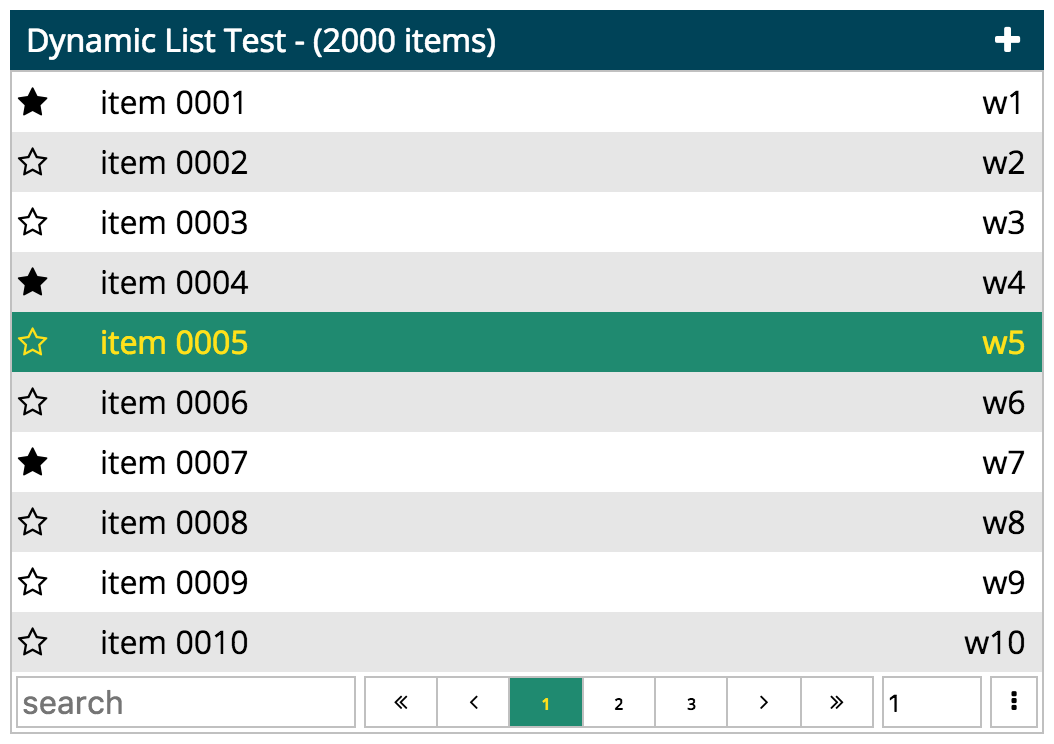 Dynamic List Test - (2000 items) +
item 0001 w1
item 0002 w2
item 0003 w3
item 0004 w4
item 0005 w5
item 0006 w6
item 0007 w7
item 0008 w8
item 0009 w9
item 0010 w10
search « ‹ 1 2 3 › » 1